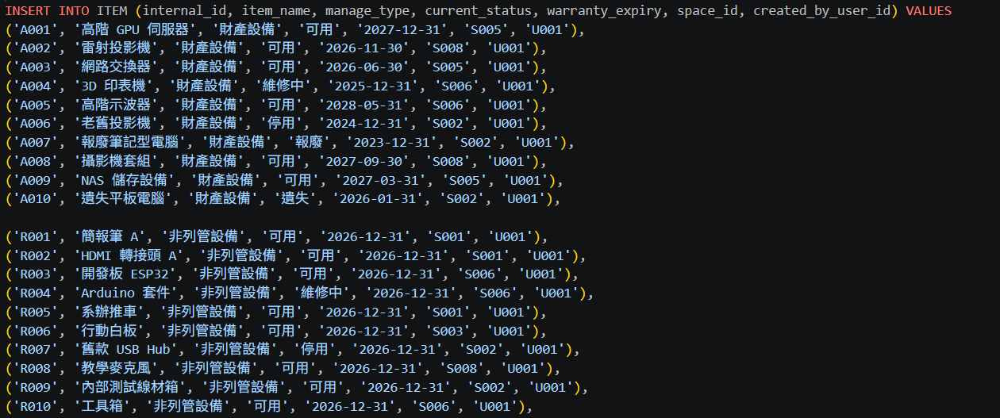 INSERT INTO ITEM (internal_id, item_name, manage_type, current_status, warranty_expiry, space_id, created_by_user_id) VALUES
('A001', '高階 GPU 伺服器', '財產設備', '可用', '2027-12-31', 'S005', 'U001'),
('A002', '雷射投影機', '財產設備', '可用', '2026-11-30', 'S008', 'U001'),
('A003', '網路交換器', '財產設備', '可用', '2026-06-30', 'S005', 'U001'),
('A004', '3D 印表機', '財產設備', '維修中', '2025-12-31', 'S006', 'U001'),
('A005', '高階示波器', '財產設備', '可用', '2028-05-31', 'S006', 'U001'),
('A006', '老舊投影機', '財產設備', '停用', '2024-12-31', 'S002', 'U001'),
('A007', '報廢筆記型電腦', '財產設備', '報廢', '2023-12-31', 'S002', 'U001'),
('A008', '攝影機套組', '財產設備', '可用', '2027-09-30', 'S008', 'U001'),
('A009', 'NAS 儲存設備', '財產設備', '可用', '2027-03-31', 'S005', 'U001'),
('A010', '遺失平板電腦', '財產設備', '遺失', '2026-01-31', 'S002', 'U001'),
('R001', '簡報筆 A', '非列管設備', '可用', '2026-12-31', 'S001', 'U001'),
('R002', 'HDMI 轉接頭 A', '非列管設備', '可用', '2026-12-31', 'S001', 'U001'),
('R003', '開發板 ESP32', '非列管設備', '可用', '2026-12-31', 'S006', 'U001'),
('R004', 'Arduino 套件', '非列管設備', '維修中', '2026-12-31', 'S006', 'U001'),
('R005', '系辦推車', '非列管設備', '可用', '2026-12-31', 'S001', 'U001'),
('R006', '行動白板', '非列管設備', '可用', '2026-12-31', 'S003', 'U001'),
('R007', '舊款 USB Hub', '非列管設備', '停用', '2026-12-31', 'S002', 'U001'),
('R008', '教學麥克風', '非列管設備', '可用', '2026-12-31', 'S008', 'U001'),
('R009', '內部測試線材箱', '非列管設備', '可用', '2026-12-31', 'S002', 'U001'),
('R010', '工具箱', '非列管設備', '可用', '2026-12-31', 'S006', 'U001'),